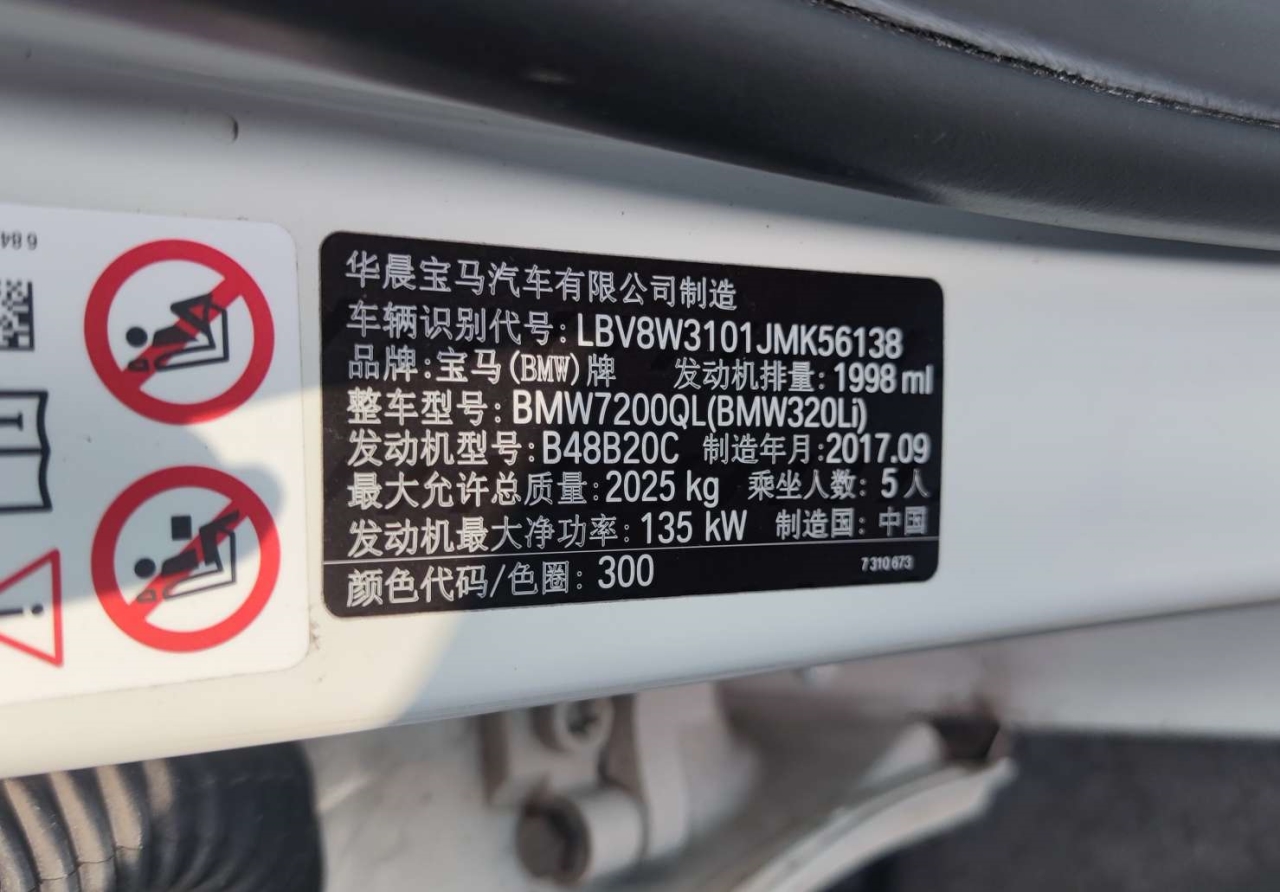 华晨宝马汽车有限公司制造
车辆识别代号: LBV8W3101JMK56138
品牌: 宝马(BMW)牌 发动机排量: 1998 ml
整车型号: BMW7200QL(BMW320Li)
发动机型号: B48B20C 制造年月: 2017.09
最大允许总质量: 2025 kg 乘坐人数: 5 人
发动机最大净功率: 135 kW 制造国: 中国
颜色代码/色圈: 300 7 310 673